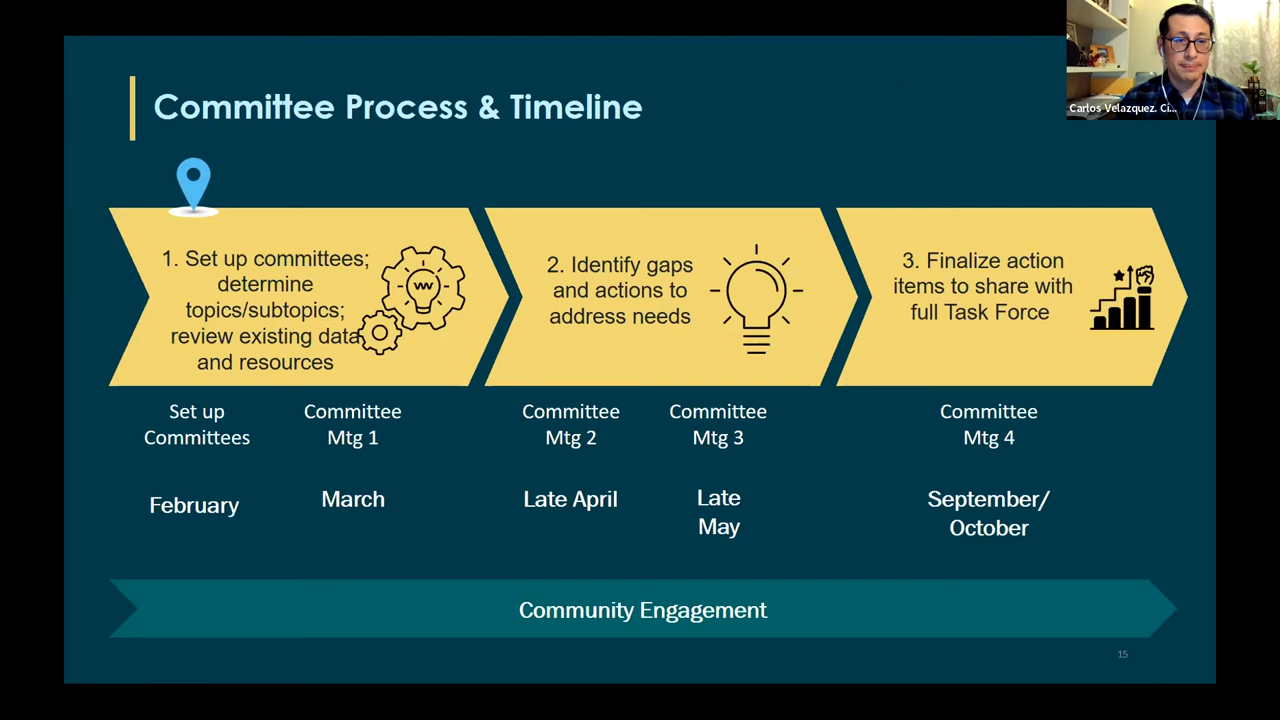 Carlos Velazquez. Ci...
Committee Process & Timeline
1. Set up committees;
determine
topics/subtopics;
review existing data
and resources
2. Identify gaps
and actions to
address needs
3. Finalize action
items to share with
full Task Force
Set up
Committees
Committee
Mtg 1
Committee
Mtg 2
Committee
Mtg 3
Committee
Mtg 4
February
March
Late April
Late
May
September/
October
Community Engagement
15